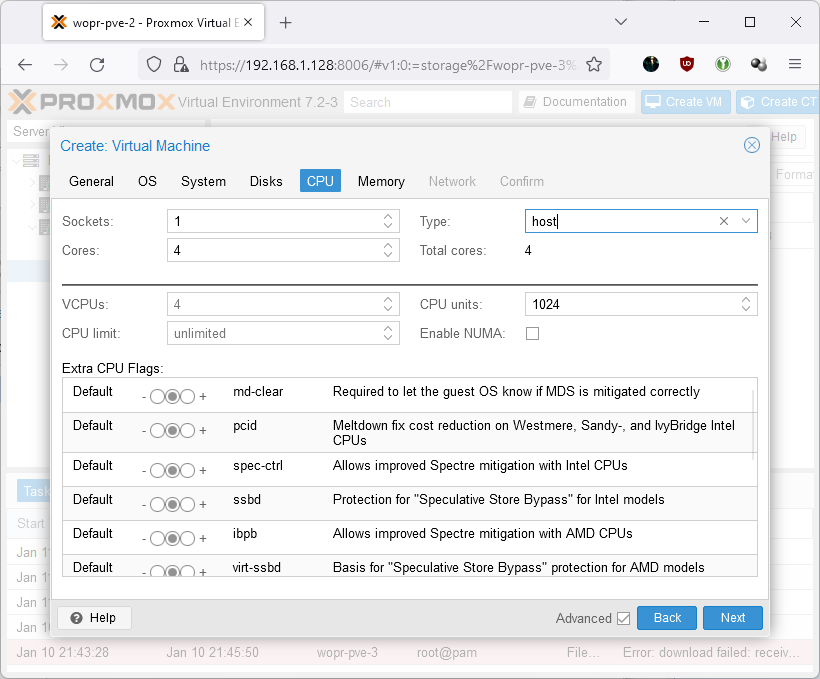 wopr-pve-2 - Proxmox Virtual E
https://192.168.1.128:8006/#v1:0:=storage%2Fwopr-pve-3%
PROXMOX Virtual Environment 7.2-3 Search Documentation Create VM Create CT
Server Help
Create: Virtual Machine
General OS System Disks CPU Memory Network Confirm
Forma
Sockets: 1 Type: host
Cores: 4 Total cores: 4
VCPUs: 4 CPU units: 1024
CPU limit: unlimited Enable NUMA:
Extra CPU Flags:
Default - + md-clear Required to let the guest OS know if MDS is mitigated correctly
Default - + pcid Meltdown fix cost reduction on Westmere, Sandy-, and IvyBridge Intel
CPUs
Default - + spec-ctrl Allows improved Spectre mitigation with Intel CPUs
Default - + ssbd Protection for "Speculative Store Bypass" for Intel models
Task
Default - + ibpb Allows improved Spectre mitigation with AMD CPUs
Start
Default - + virt-ssbd Basis for "Speculative Store Bypass" protection for AMD models
Jan 1
Jan 1
Jan 1
Help Advanced Back Next
Jan 1
Jan 10 21:43:28 Jan 10 21:45:50 wopr-pve-3 root@pam File... Error: download failed: receiv...